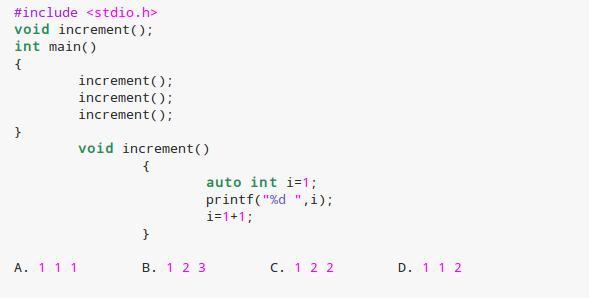 #include <stdio.h>
void increment();
int main()
{
increment();
increment();
increment();
}
void increment()
{
auto int i=1;
printf("%d ",i);
i=1+1;
}
A. 1 1 1 B. 1 2 3 C. 1 2 2 D. 1 1 2